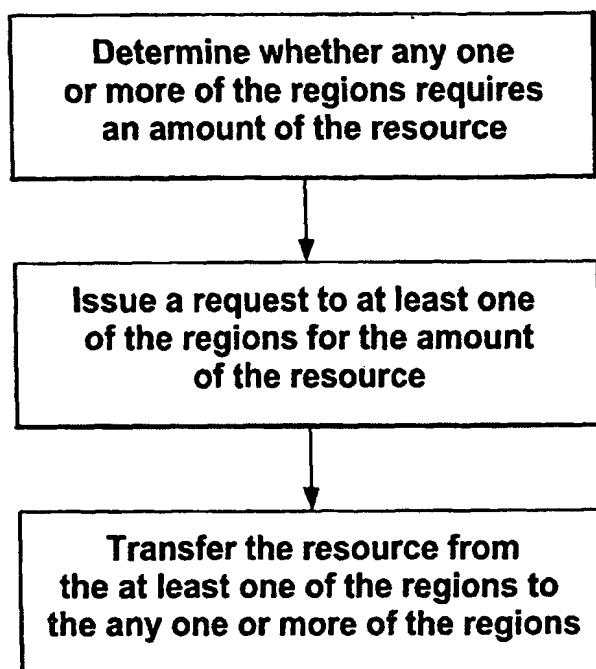 Determine whether any one
or more of the regions requires
an amount of the resource
Issue a request to at least one
of the regions for the amount
of the resource
Transfer the resource from
the at least one of the regions to
the any one or more of the regions